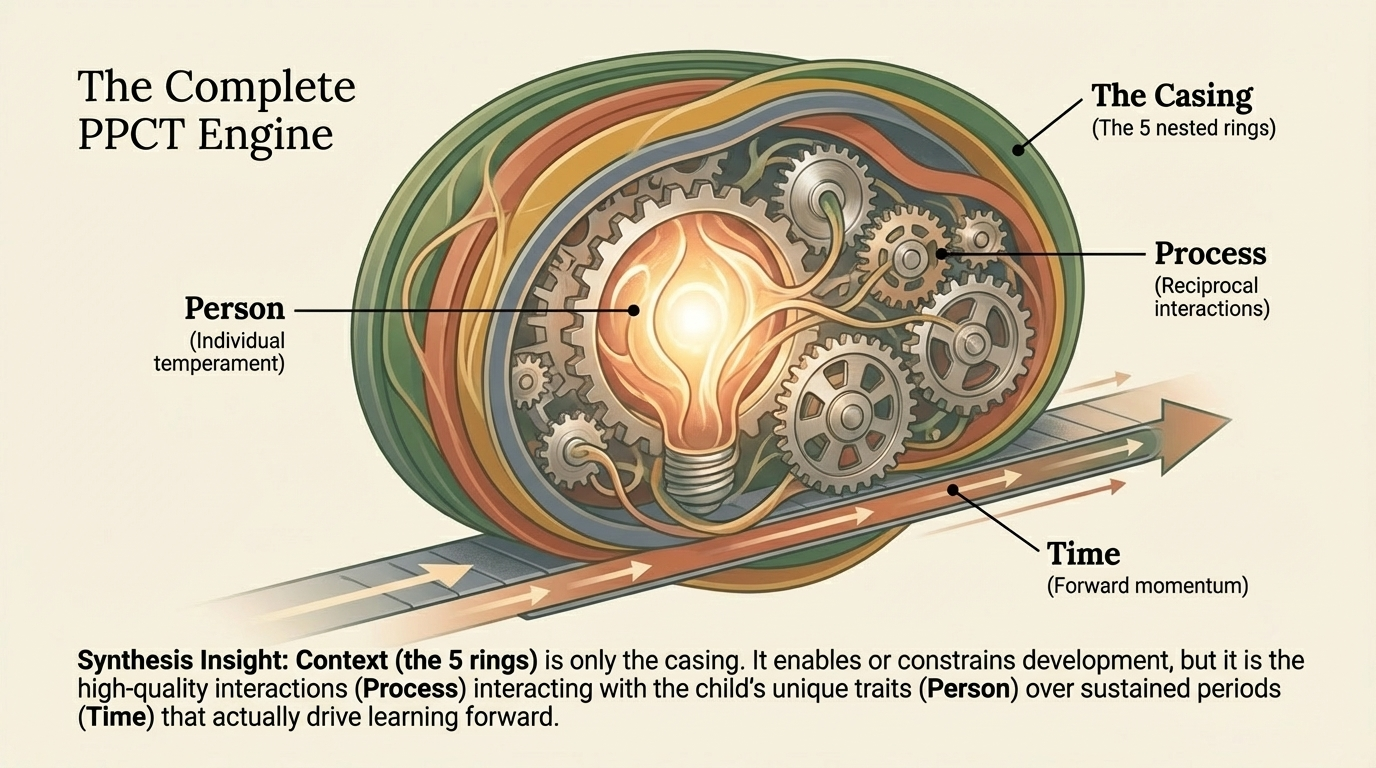 The Complete
PPCT Engine
The Casing
(The 5 nested rings)
Process
(Reciprocal
interactions)
Person
(Individual
temperament)
Time
(Forward momentum)
Synthesis Insight: Context (the 5 rings) is only the casing. It enables or constrains development, but it is the
high-quality interactions (Process) interacting with the child's unique traits (Person) over sustained periods
(Time) that actually drive learning forward.